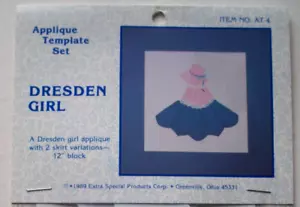 ITEM NO. AT 4
Applique
Template
Set
DRESDEN
GIRL
A Dresden girl applique
with 2 skirt variations—
12" block
© 1988 Extra Special Products Corp. • Greenville, Ohio 45331